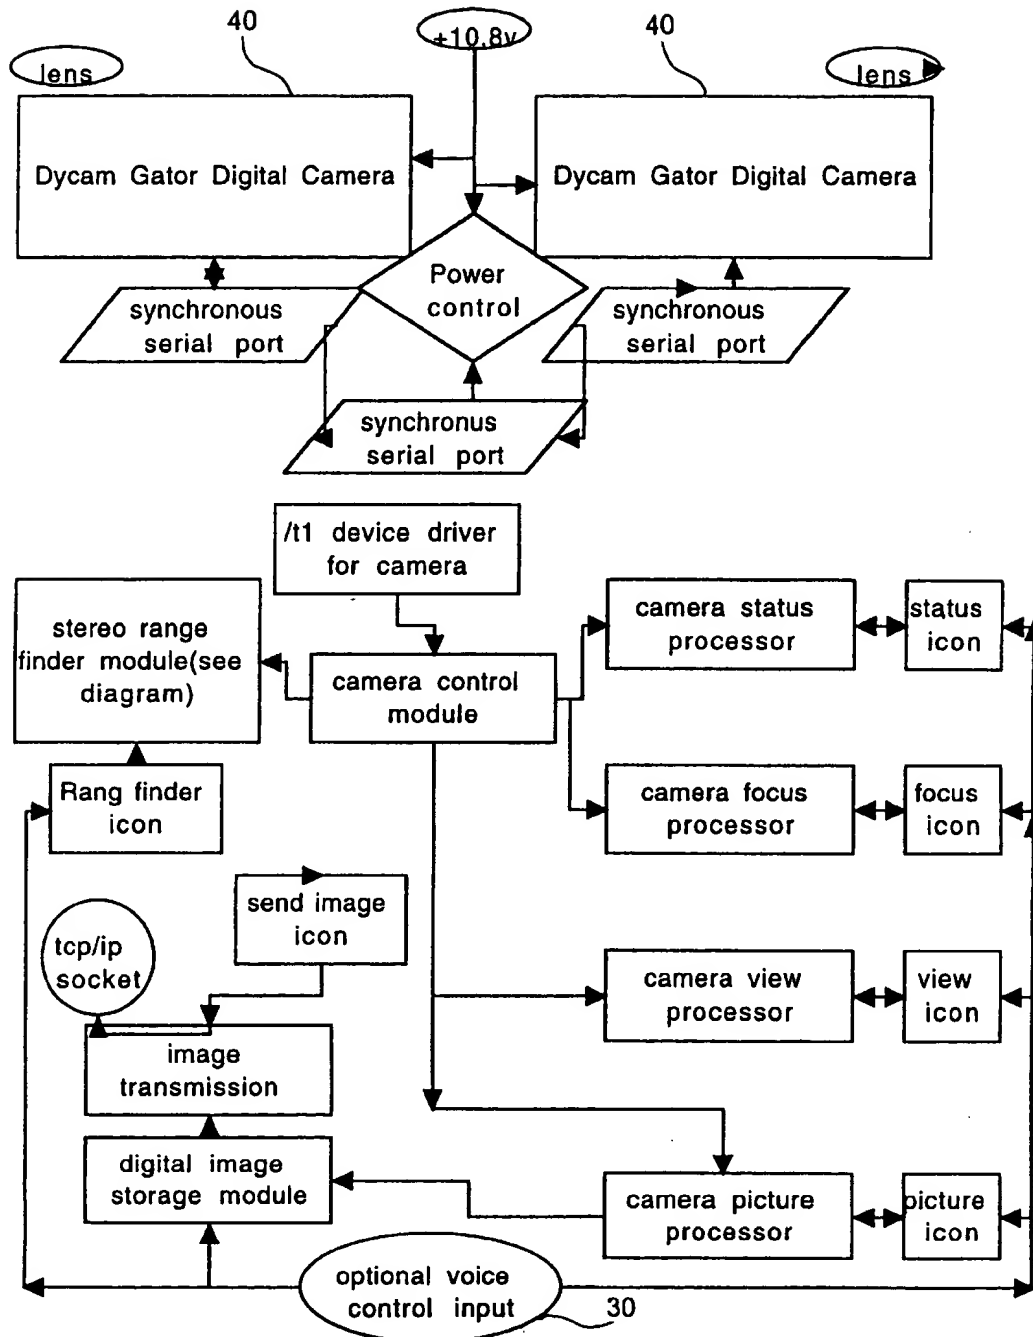 40
+10.8v
40
lens
lens
Dycam Gator Digital Camera
Dycam Gator Digital Camera
Power
control
synchronous
serial port
synchronous
serial port
synchronus
serial port
/t1 device driver
for camera
stereo range
finder module(see
diagram)
camera control
module
camera status
processor
status
icon
Rang finder
icon
camera focus
processor
focus
icon
send image
icon
tcp/ip
socket
camera view
processor
view
icon
image
transmission
digital image
storage module
camera picture
processor
picture
icon
optional voice
control input
30